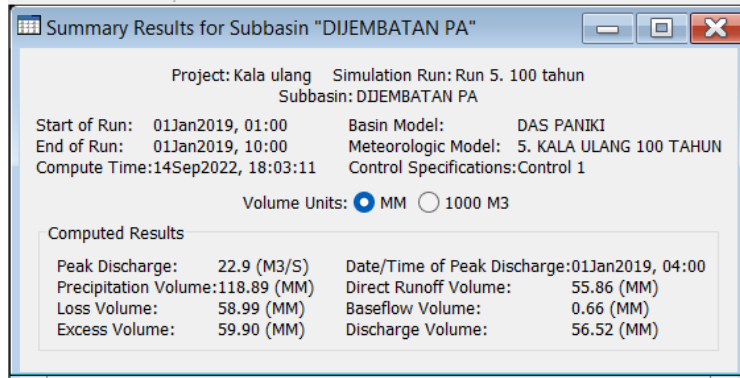 Summary Results for Subbasin "DIJEMBATAN PA"
Project: Kala ulang Simulation Run: Run 5. 100 tahun
Subbasin: DIJEMBATAN PA
Start of Run: 01Jan2019, 01:00 Basin Model: DAS PANIKI
End of Run: 01Jan2019, 10:00 Meteorologic Model: 5. KALA ULANG 100 TAHUN
Compute Time:14Sep2022, 18:03:11 Control Specifications:Control 1
Volume Units: MM 1000 M3
Computed Results
Peak Discharge: 22.9 (M3/S) Date/Time of Peak Discharge:01Jan2019, 04:00
Precipitation Volume:118.89 (MM) Direct Runoff Volume: 55.86 (MM)
Loss Volume: 58.99 (MM) Baseflow Volume: 0.66 (MM)
Excess Volume: 59.90 (MM) Discharge Volume: 56.52 (MM)